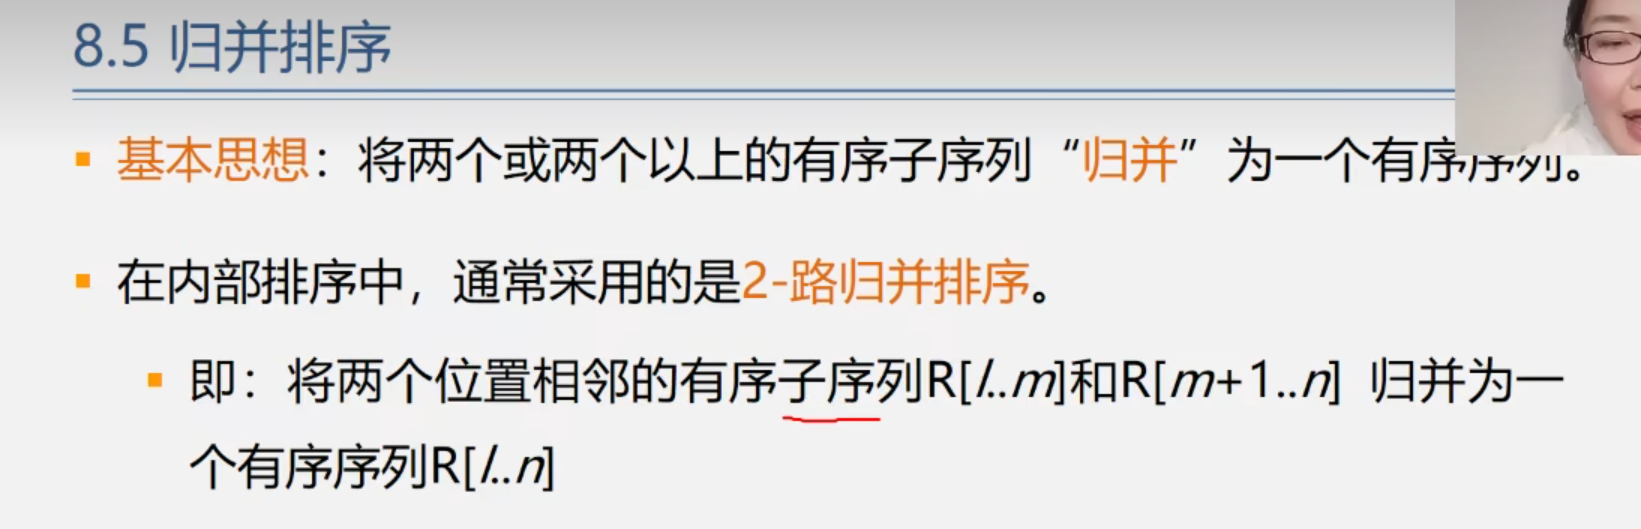 8.5 归并排序
基本思想：将两个或两个以上的有序子序列“归并”为一个有序序列。
在内部排序中，通常采用的是2-路归并排序。
即：将两个位置相邻的有序子序列R[l..m]和R[m+1..n] 归并为一
个有序序列R[l..n]